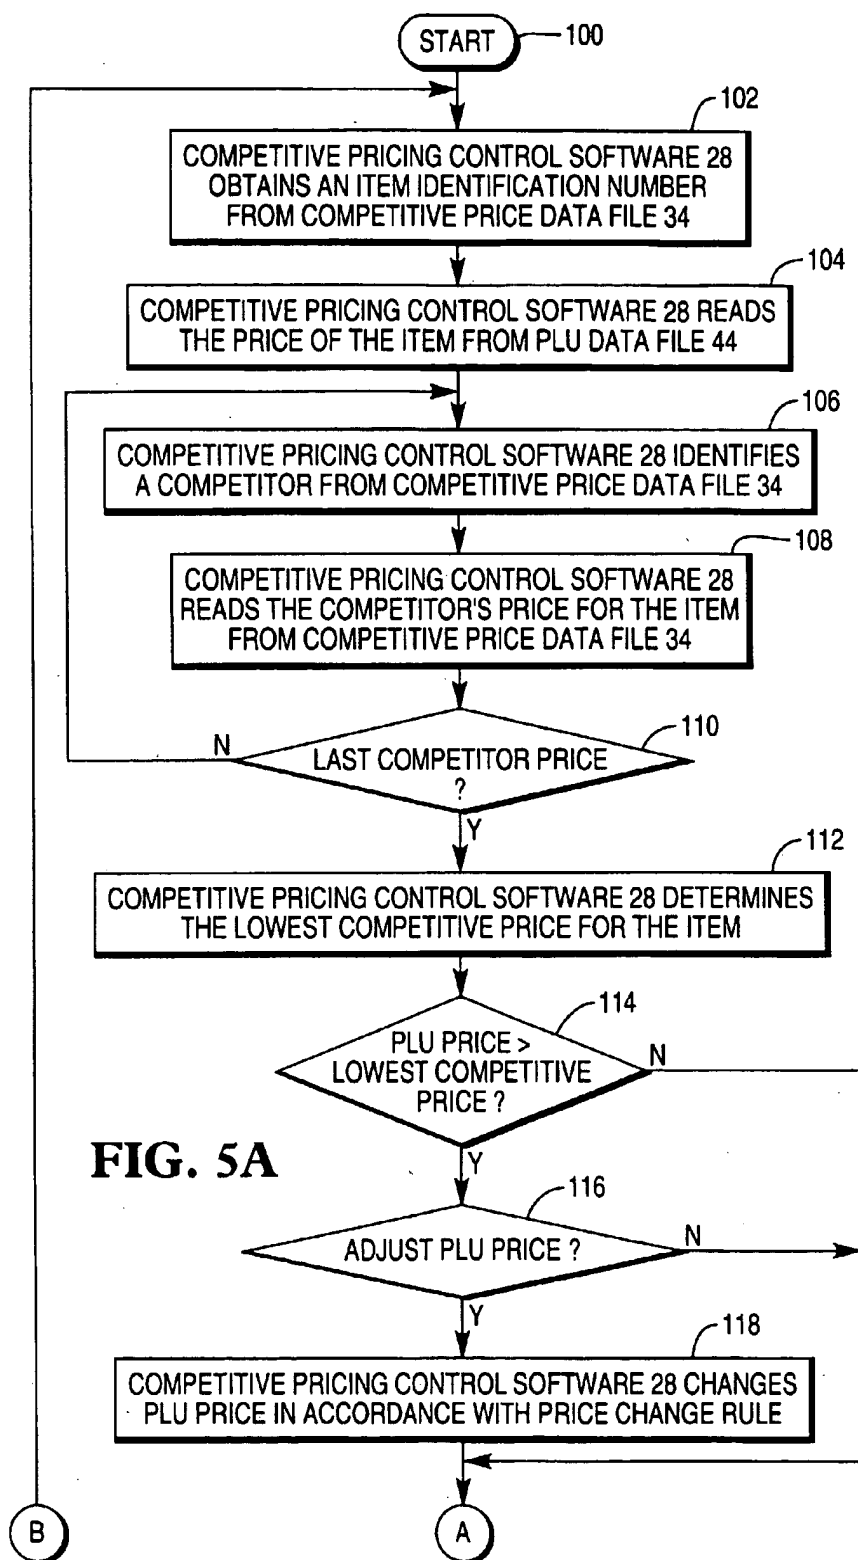 START
100
102
COMPETITIVE PRICING CONTROL SOFTWARE 28
OBTAINS AN ITEM IDENTIFICATION NUMBER
FROM COMPETITIVE PRICE DATA FILE 34
104
COMPETITIVE PRICING CONTROL SOFTWARE 28 READS
THE PRICE OF THE ITEM FROM PLU DATA FILE 44
106
COMPETITIVE PRICING CONTROL SOFTWARE 28 IDENTIFIES
A COMPETITOR FROM COMPETITIVE PRICE DATA FILE 34
108
COMPETITIVE PRICING CONTROL SOFTWARE 28
READS THE COMPETITOR'S PRICE FOR THE ITEM
FROM COMPETITIVE PRICE DATA FILE 34
110
N
LAST COMPETITOR PRICE
?
Y
112
COMPETITIVE PRICING CONTROL SOFTWARE 28 DETERMINES
THE LOWEST COMPETITIVE PRICE FOR THE ITEM
114
PLU PRICE >
LOWEST COMPETITIVE
PRICE ?
N
Y
FIG. 5A
116
ADJUST PLU PRICE ?
N
Y
118
COMPETITIVE PRICING CONTROL SOFTWARE 28 CHANGES
PLU PRICE IN ACCORDANCE WITH PRICE CHANGE RULE
B
A